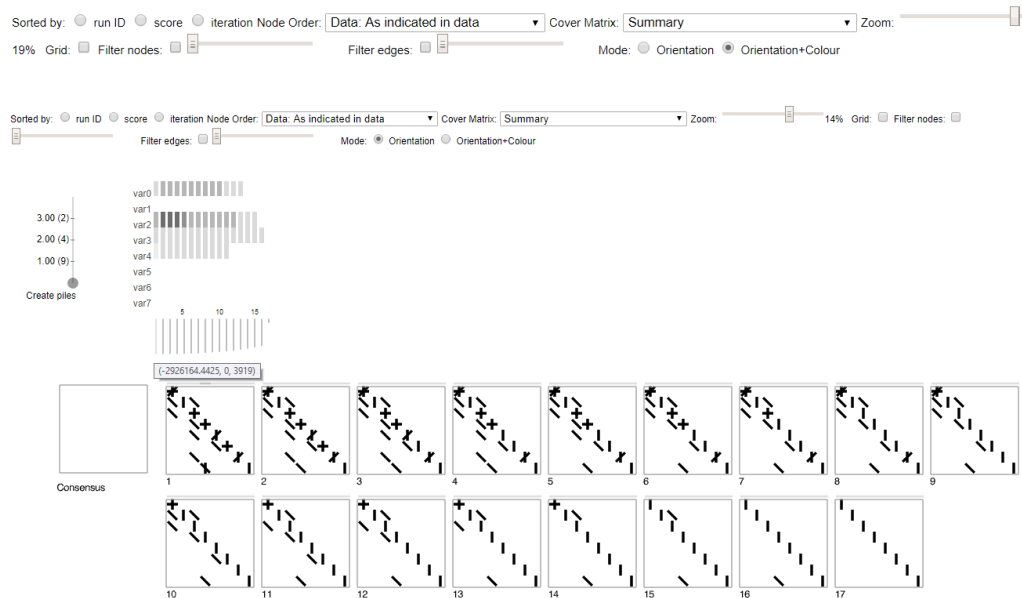 Sorted by: run ID score iteration Node Order: Data: As indicated in data Cover Matrix: Summary Zoom:
19% Grid: Filter nodes: Filter edges: Mode: Orientation Orientation+Colour
Sorted by: run ID score iteration Node Order: Data: As indicated in data Cover Matrix: Summary Zoom: 14% Grid: Filter nodes:
Filter edges: Mode: Orientation Orientation+Colour
var0
var1
3.00 (2) var2
2.00 (4) var3
1.00 (9) var4
var5
Create piles var6
var7
5 10 15
(-2926164.4425, 0, 3919)
Consensus 1 2 3 4 5 6 7 8 9
10 11 12 13 14 15 16 17